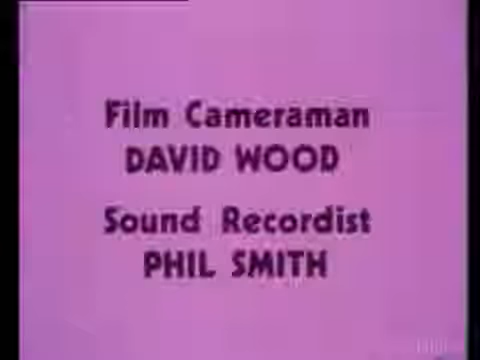 Film Cameraman
DAVID WOOD
Sound Recordist
PHIL SMITH